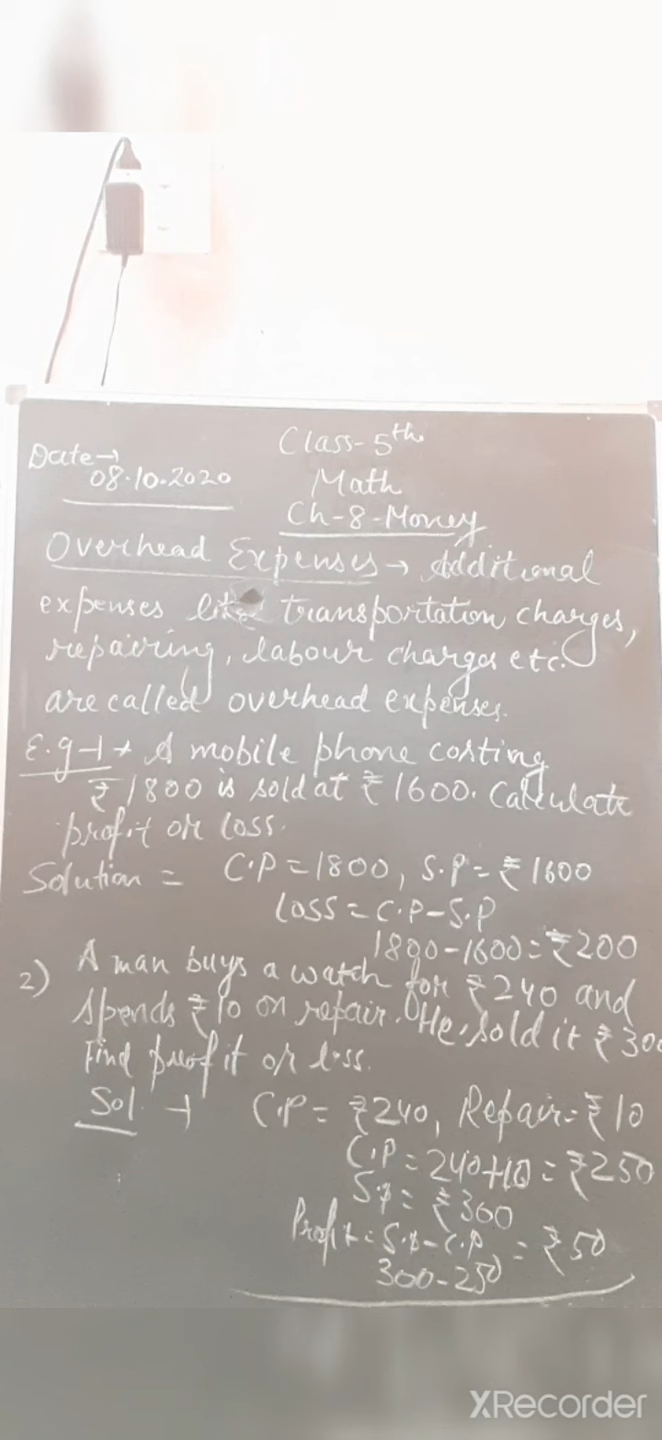 Class-5th
Date→
08.10.2020
Math
Ch-8-Money
Overhead Expenses → Additional
expenses like transportation charges,
repairing, labour charges etc.
are called overhead expenses.
E.g-1→ A mobile phone costing
₹1800 is sold at ₹1600. Calculate
profit or loss.
Solution = C.P = 1800, S.P = ₹1600
Loss = C.P-S.P
1800-1600 = ₹200
2) A man buys a watch for ₹240 and
spends ₹10 on repair. He sold it ₹300
Find profit or loss.
Sol. → C.P = ₹240, Repair = ₹10
C.P = 240+10 = ₹250
S.P = ₹300
Profit = S.P-C.P = ₹50
300-250
XRecorder